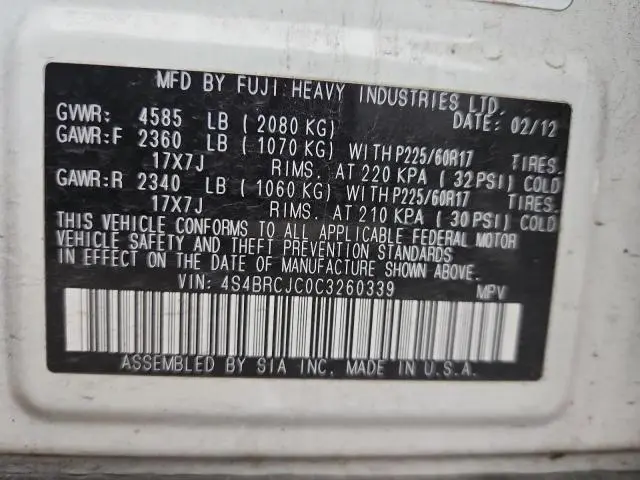 MFD BY FUJI HEAVY INDUSTRIES LTD.
GVWR: 4585 LB (2080 KG) DATE: 02/12
GAWR:F 2360 LB (1070 KG) WITH P225/60R17 TIRES,
17X7J RIMS, AT 220 KPA (32 PSI) COLD
GAWR:R 2340 LB (1060 KG) WITH P225/60R17 TIRES,
17X7J RIMS, AT 210 KPA (30 PSI) COLD
THIS VEHICLE CONFORMS TO ALL APPLICABLE FEDERAL MOTOR
VEHICLE SAFETY AND THEFT PREVENTION STANDARDS
IN EFFECT ON THE DATE OF MANUFACTURE SHOWN ABOVE.
VIN: 4S4BRCJC0C3260339 MPV
ASSEMBLED BY SIA INC. MADE IN U.S.A.